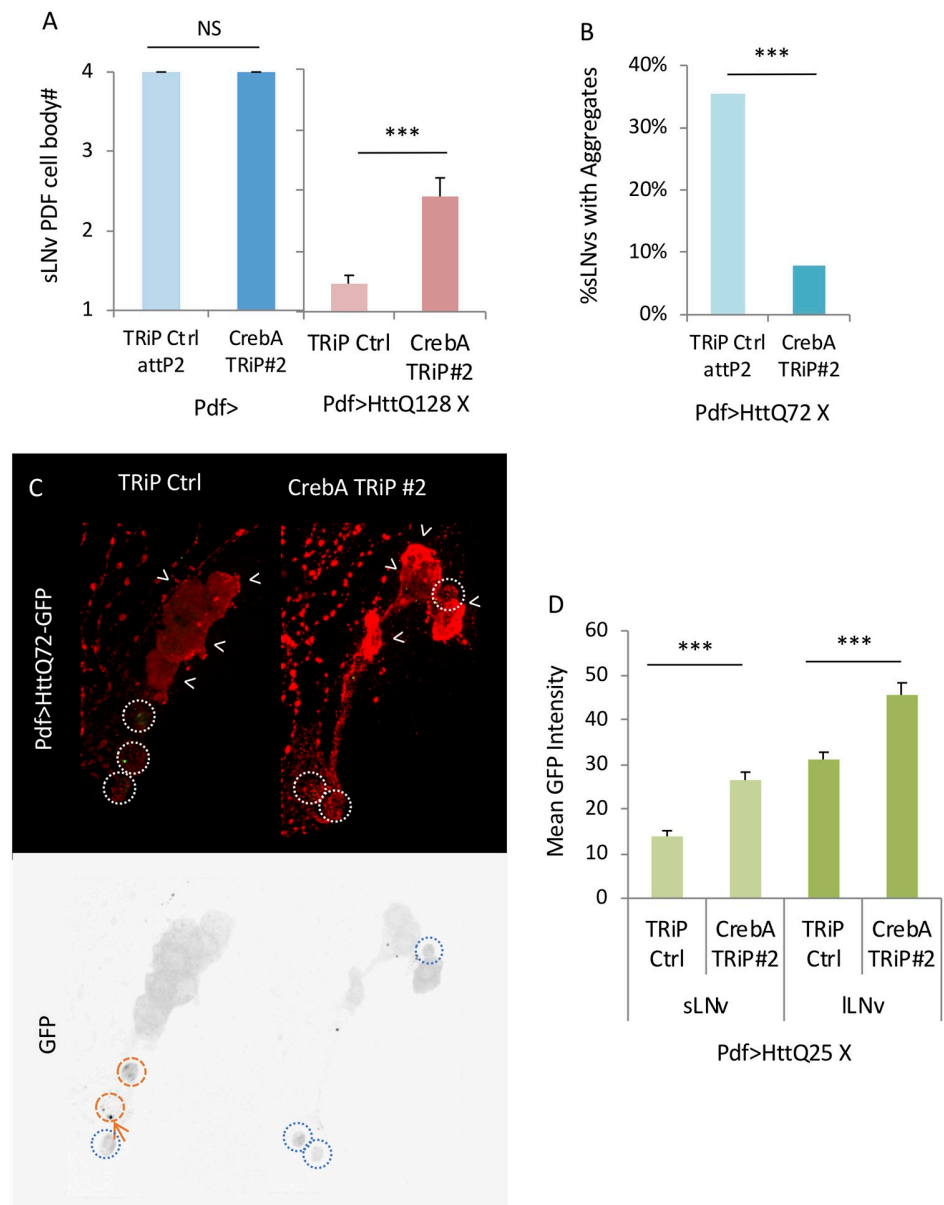 A
NS
***
sLNv PDF cell body#
4
3
2
1
TRiP Ctrl
attP2
CrebA
TRiP#2
Pdf>
TRiP Ctrl
CrebA
TRiP#2
Pdf>HttQ128 X
B
***
%sLNvs with Aggregates
40%
30%
20%
10%
0%
TRiP Ctrl
attP2
CrebA
TRiP#2
Pdf>HttQ72 X
C
TRiP Ctrl
CrebA TRiP #2
Pdf>HttQ72-GFP
GFP
D
***
***
Mean GFP Intensity
60
50
40
30
20
10
0
TRiP
Ctrl
CrebA
TRiP#2
TRiP
Ctrl
CrebA
TRiP#2
sLNv
lLNv
Pdf>HttQ25 X